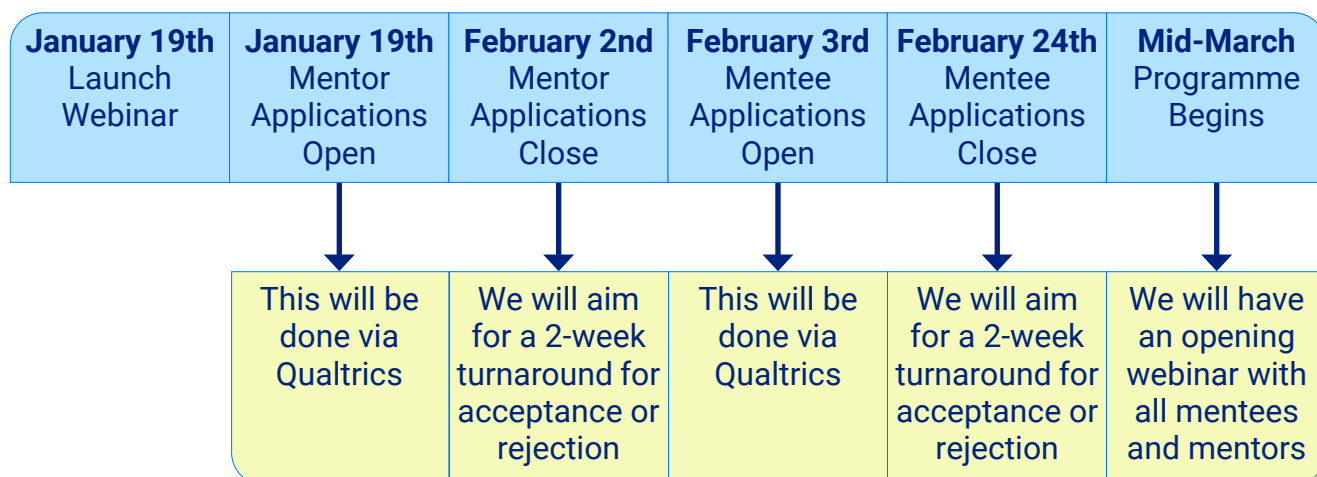 January 19th
Launch
Webinar
January 19th
Mentor
Applications
Open
February 2nd
Mentor
Applications
Close
February 3rd
Mentee
Applications
Open
February 24th
Mentee
Applications
Close
Mid-March
Programme
Begins
This will be
done via
Qualtrics
We will aim
for a 2-week
turnaround for
acceptance or
rejection
This will be
done via
Qualtrics
We will aim
for a 2-week
turnaround for
acceptance or
rejection
We will have
an opening
webinar with
all mentees
and mentors